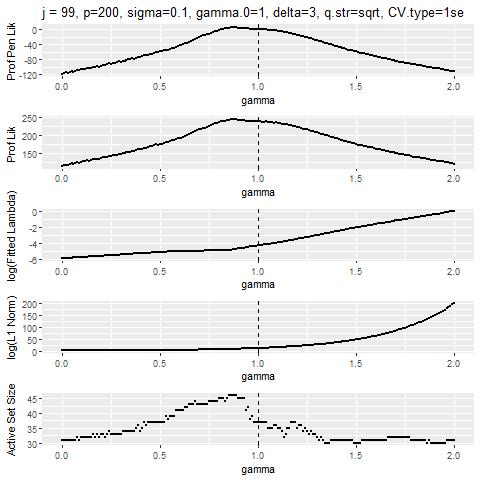 j = 99, p=200, sigma=0.1, gamma.0=1, delta=3, q.str=sqrt, CV.type=1se
Prof Pen Lik
0
-40
-80
-120
0.0 0.5 1.0 1.5 2.0
gamma
Prof Lik
250
200
150
0.0 0.5 1.0 1.5 2.0
gamma
log(Fitted Lambda)
0
-2
-4
-6
0.0 0.5 1.0 1.5 2.0
gamma
log(L1 Norm)
200
150
100
50
0
0.0 0.5 1.0 1.5 2.0
gamma
Active Set Size
45
40
35
30
0.0 0.5 1.0 1.5 2.0
gamma